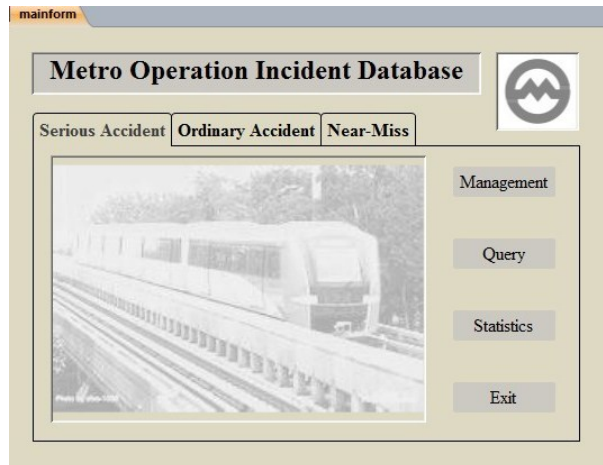 mainform
Metro Operation Incident Database
Serious Accident Ordinary Accident Near-Miss
Management
Query
Statistics
Exit